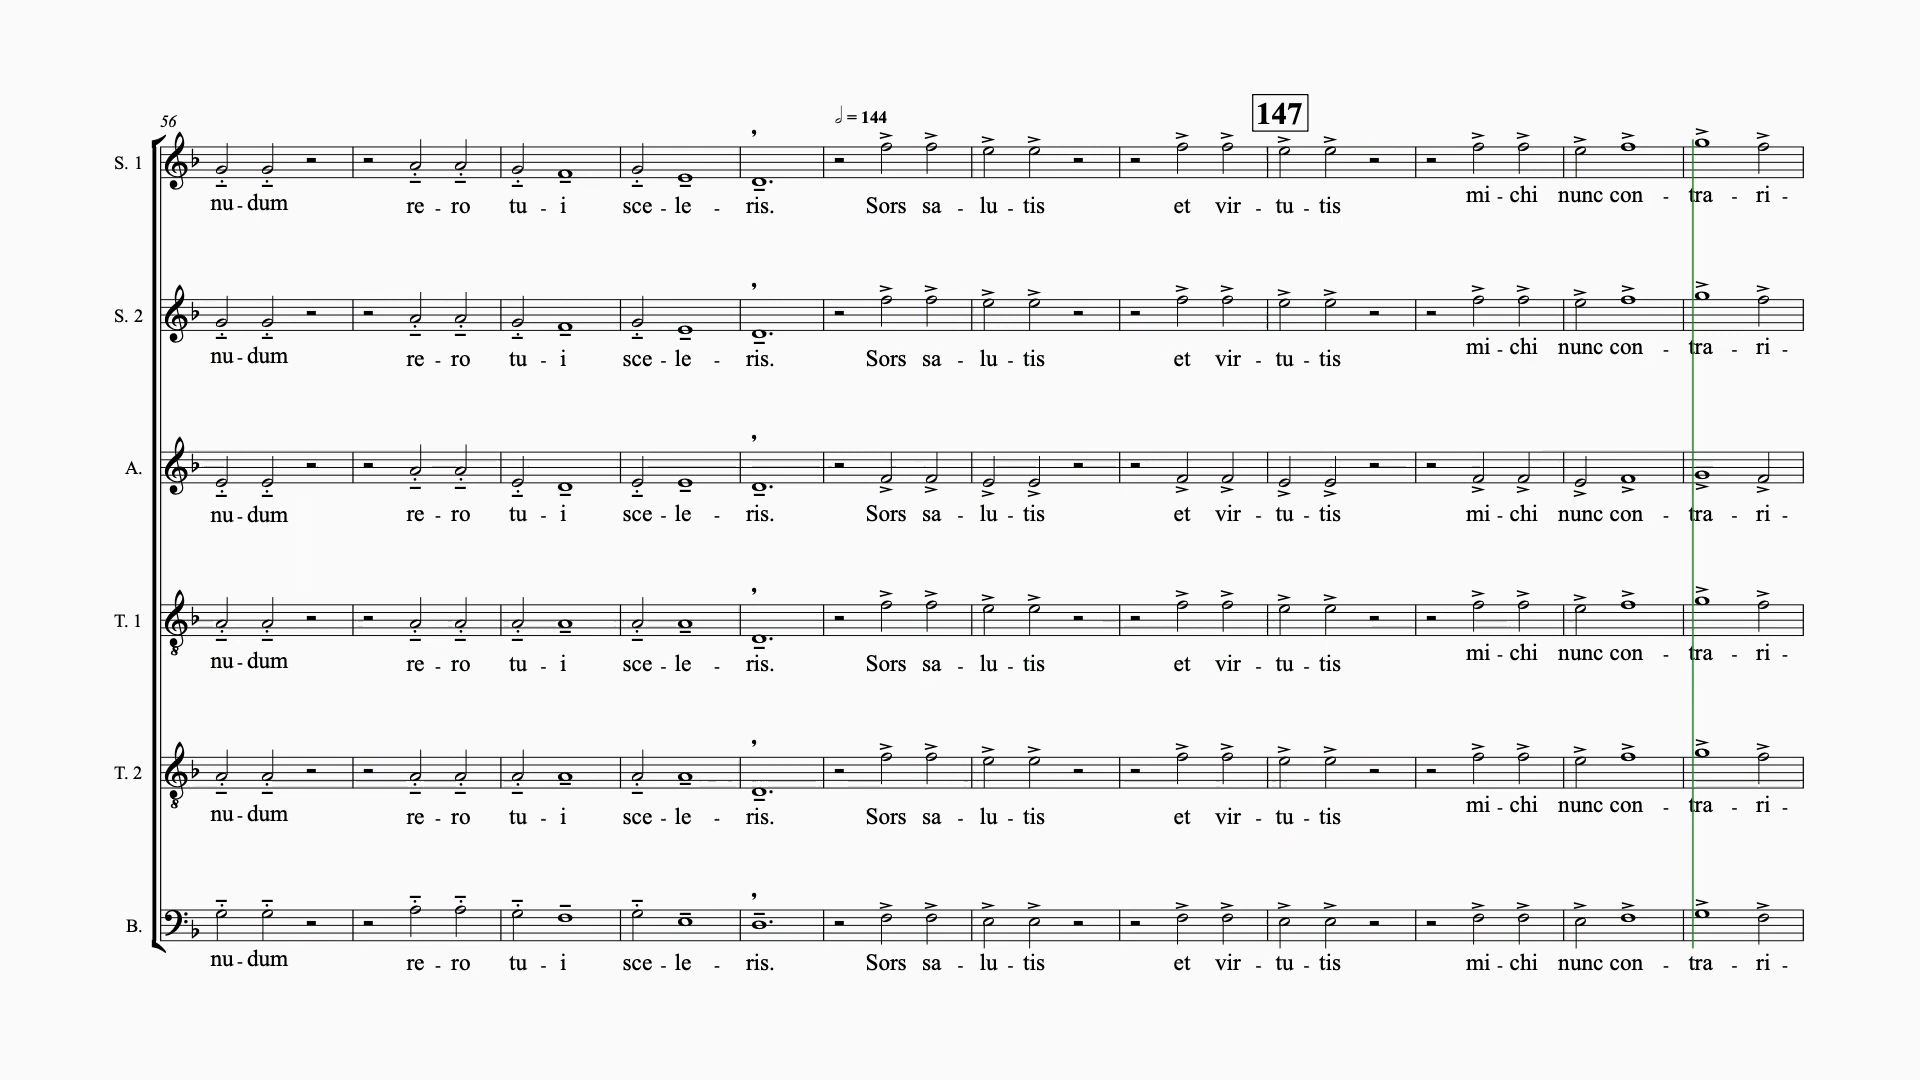 56
𝅗𝅥 = 144
147
S. 1
nu - dum re - ro tu - i sce - le - ris. Sors sa - lu - tis et vir - tu - tis mi - chi nunc con - tra - ri -
S. 2
nu - dum re - ro tu - i sce - le - ris. Sors sa - lu - tis et vir - tu - tis mi - chi nunc con - tra - ri -
A.
nu - dum re - ro tu - i sce - le - ris. Sors sa - lu - tis et vir - tu - tis mi - chi nunc con - tra - ri -
T. 1
nu - dum re - ro tu - i sce - le - ris. Sors sa - lu - tis et vir - tu - tis mi - chi nunc con - tra - ri -
T. 2
nu - dum re - ro tu - i sce - le - ris. Sors sa - lu - tis et vir - tu - tis mi - chi nunc con - tra - ri -
B.
nu - dum re - ro tu - i sce - le - ris. Sors sa - lu - tis et vir - tu - tis mi - chi nunc con - tra - ri -